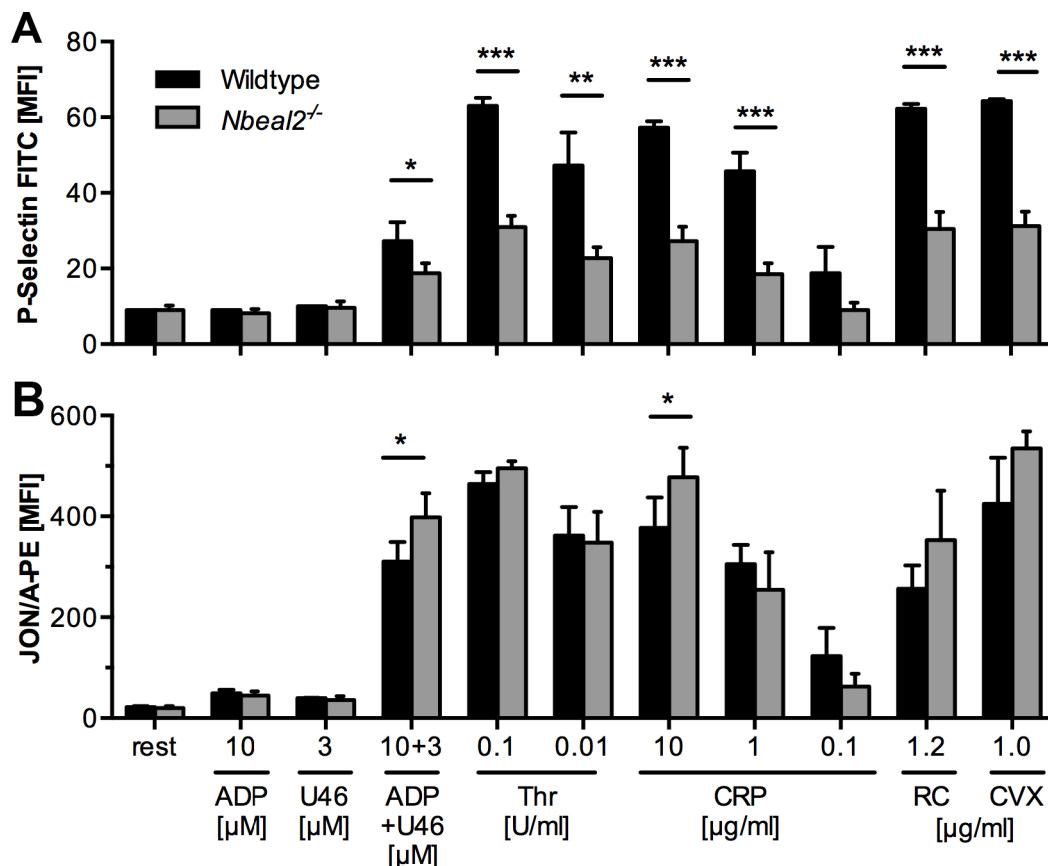 A
80
60
40
20
0
P-Selectin FITC [MFI]
Wildtype
Nbeal2-/-
*
***
**
***
***
***
***
B
600
400
200
0
JON/A-PE [MFI]
*
*
rest 10 3 10+3 0.1 0.01 10 1 0.1 1.2 1.0
ADP U46 ADP Thr CRP RC CVX
[µM] [µM] +U46 [U/ml] [µg/ml] [µg/ml]
[µM]